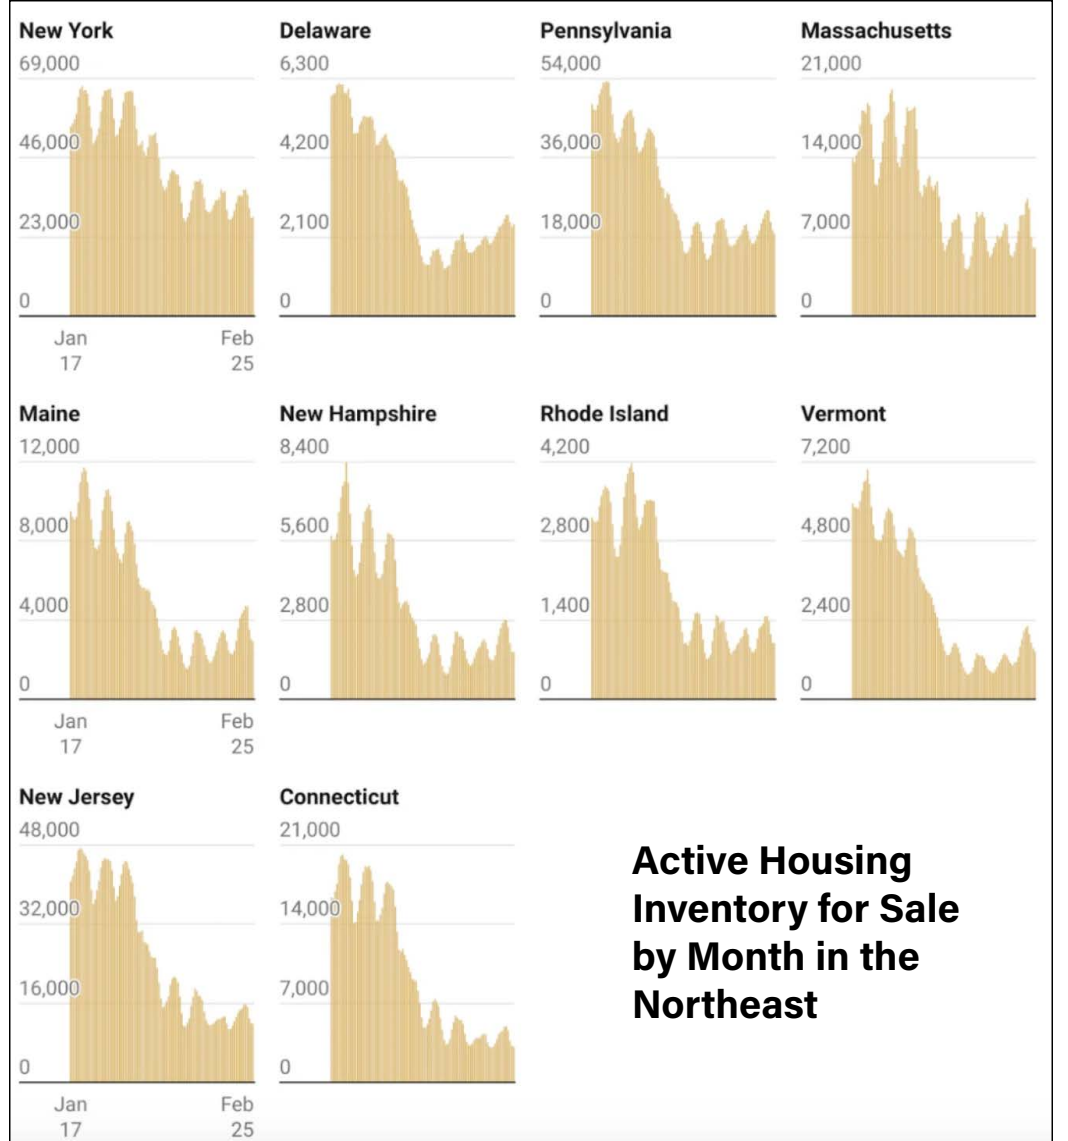 New York
69,000
46,000
23,000
0
Jan
17
Feb
25
Delaware
6,300
4,200
2,100
0
Pennsylvania
54,000
36,000
18,000
0
Massachusetts
21,000
14,000
7,000
0
Maine
12,000
8,000
4,000
0
Jan
17
Feb
25
New Hampshire
8,400
5,600
2,800
0
Rhode Island
4,200
2,800
1,400
0
Vermont
7,200
4,800
2,400
0
New Jersey
48,000
32,000
16,000
0
Jan
17
Feb
25
Connecticut
21,000
14,000
7,000
0
Active Housing
Inventory for Sale
by Month in the
Northeast